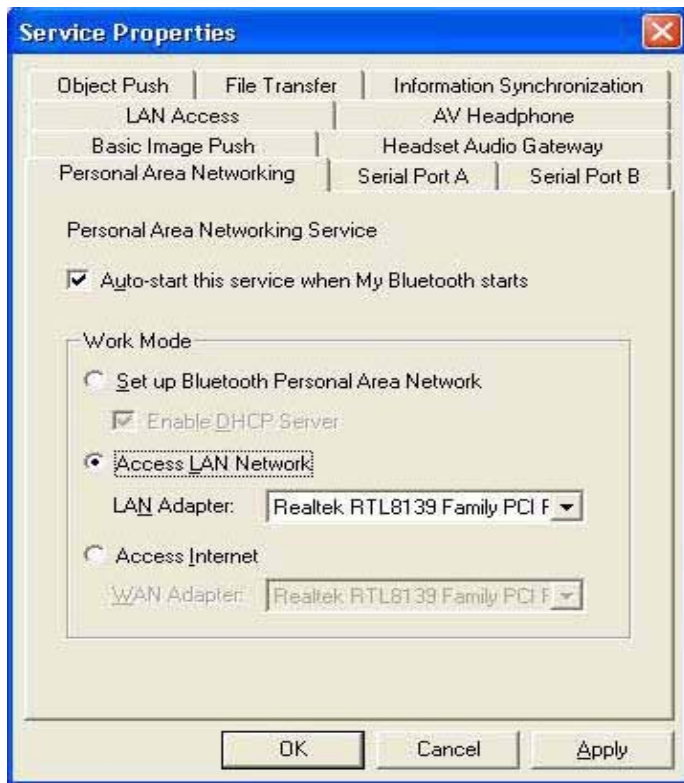 Service Properties
Object Push File Transfer Information Synchronization
LAN Access AV Headphone
Basic Image Push Headset Audio Gateway
Personal Area Networking Serial Port A Serial Port B
Personal Area Networking Service
Auto-start this service when My Bluetooth starts
Work Mode
Set up Bluetooth Personal Area Network
Enable DHCP Server
Access LAN Network
LAN Adapter: Realtek RTL8139 Family PCI F
Access Internet
WAN Adapter: Realtek RTL8139 Family PCI F
OK Cancel Apply